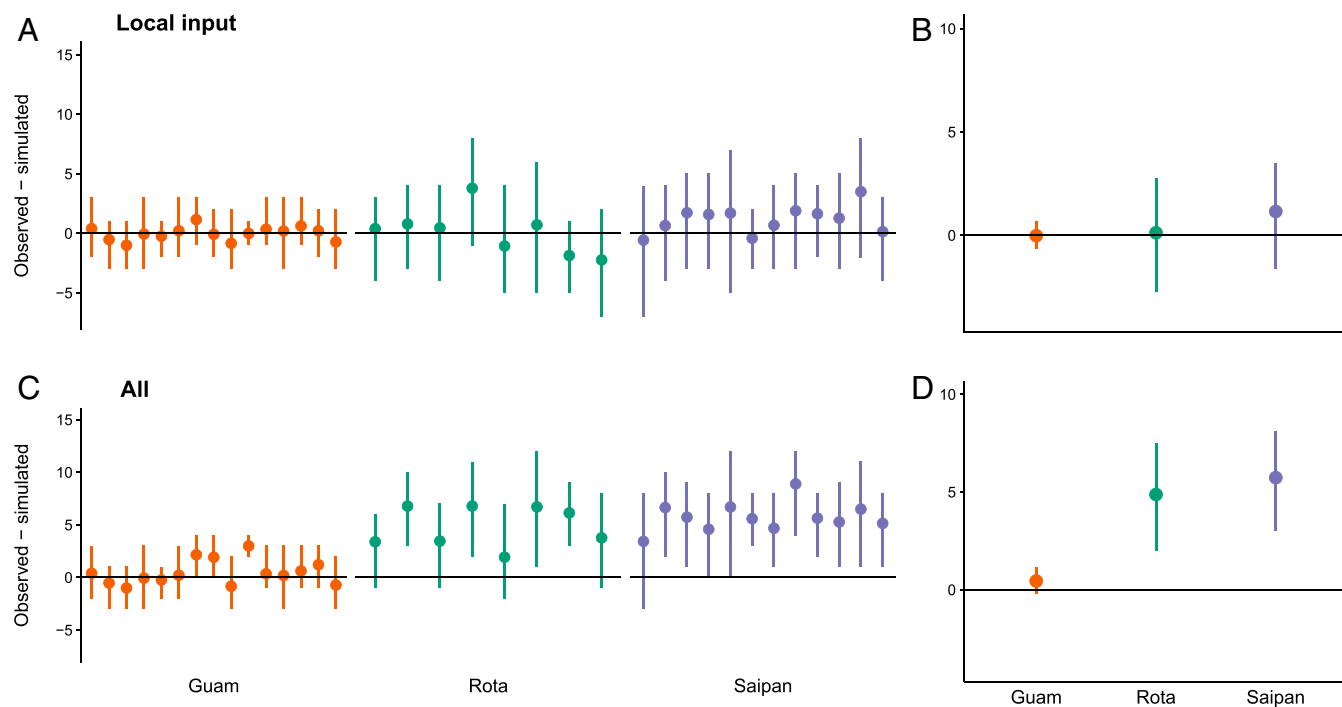 A
Local input
15
10
5
0
−5
Observed − simulated
B
10
5
0
C
All
15
10
5
0
−5
Observed − simulated
Guam
Rota
Saipan
D
10
5
0
Guam
Rota
Saipan